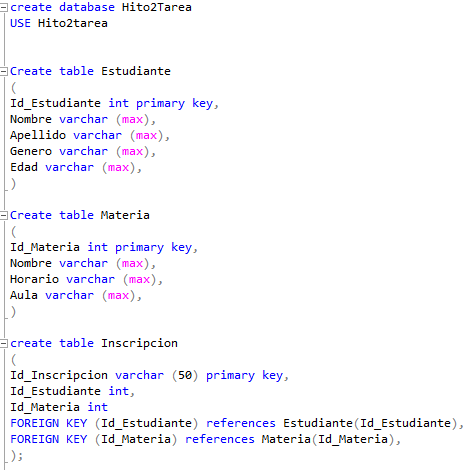 create database Hito2Tarea
USE Hito2tarea
Create table Estudiante
(
Id_Estudiante int primary key,
Nombre varchar (max),
Apellido varchar (max),
Genero varchar (max),
Edad varchar (max),
)
Create table Materia
(
Id_Materia int primary key,
Nombre varchar (max),
Horario varchar (max),
Aula varchar (max),
)
create table Inscripcion
(
Id_Inscripcion varchar (50) primary key,
Id_Estudiante int,
Id_Materia int
FOREIGN KEY (Id_Estudiante) references Estudiante(Id_Estudiante),
FOREIGN KEY (Id_Materia) references Materia(Id_Materia),
);